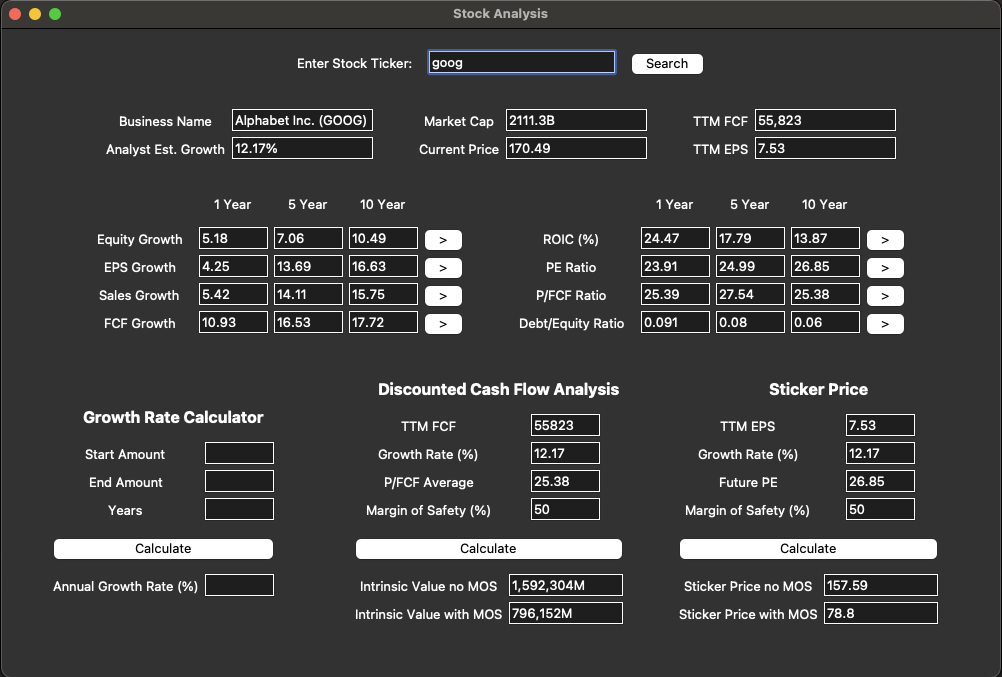 Stock Analysis
Enter Stock Ticker: goog Search
Business Name Alphabet Inc. (GOOG) Market Cap 2111.3B TTM FCF 55,823
Analyst Est. Growth 12.17% Current Price 170.49 TTM EPS 7.53
1 Year 5 Year 10 Year 1 Year 5 Year 10 Year
Equity Growth 5.18 7.06 10.49 > ROIC (%) 24.47 17.79 13.87 >
EPS Growth 4.25 13.69 16.63 > PE Ratio 23.91 24.99 26.85 >
Sales Growth 5.42 14.11 15.75 > P/FCF Ratio 25.39 27.54 25.38 >
FCF Growth 10.93 16.53 17.72 > Debt/Equity Ratio 0.091 0.08 0.06 >
Discounted Cash Flow Analysis Sticker Price
Growth Rate Calculator
TTM FCF 55823 TTM EPS 7.53
Start Amount Growth Rate (%) 12.17 Growth Rate (%) 12.17
End Amount P/FCF Average 25.38 Future PE 26.85
Years Margin of Safety (%) 50 Margin of Safety (%) 50
Calculate Calculate Calculate
Annual Growth Rate (%) Intrinsic Value no MOS 1,592,304M Sticker Price no MOS 157.59
Intrinsic Value with MOS 796,152M Sticker Price with MOS 78.8